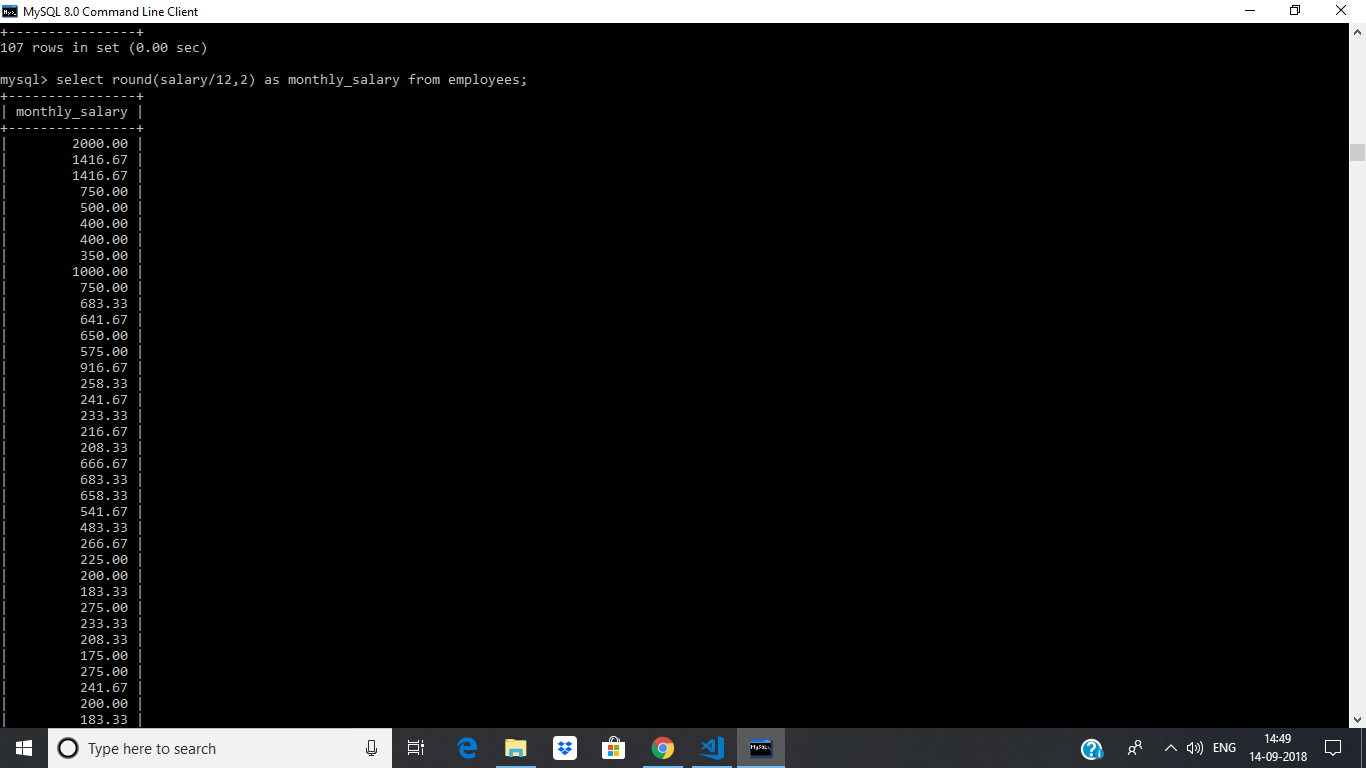 MySQL 8.0 Command Line Client
+----------------+
107 rows in set (0.00 sec)
mysql> select round(salary/12,2) as monthly_salary from employees;
+----------------+
| monthly_salary |
+----------------+
| 2000.00 |
| 1416.67 |
| 1416.67 |
| 750.00 |
| 500.00 |
| 400.00 |
| 400.00 |
| 350.00 |
| 1000.00 |
| 750.00 |
| 683.33 |
| 641.67 |
| 650.00 |
| 575.00 |
| 916.67 |
| 258.33 |
| 241.67 |
| 233.33 |
| 216.67 |
| 208.33 |
| 666.67 |
| 683.33 |
| 658.33 |
| 541.67 |
| 483.33 |
| 266.67 |
| 225.00 |
| 200.00 |
| 183.33 |
| 275.00 |
| 233.33 |
| 208.33 |
| 175.00 |
| 275.00 |
| 241.67 |
| 200.00 |
| 183.33 |
Type here to search
MySQL
ENG
14:49
14-09-2018